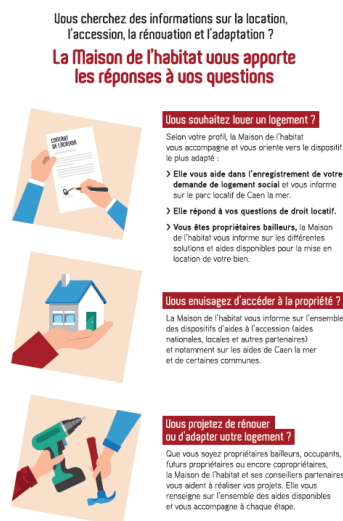 Vous cherchez des informations sur la location,
l'accession, la rénovation et l'adaptation ?
La Maison de l'habitat vous apporte
les réponses à vos questions
CONTRAT
DE LOCATION
Vous souhaitez louer un logement ?
Selon votre profil, la Maison de l'habitat
vous accompagne et vous oriente vers le dispositif
le plus adapté :
> Elle vous aide dans l'enregistrement de votre
demande de logement social et vous informe
sur le parc locatif de Caen la mer.
> Elle répond à vos questions de droit locatif.
> Vous êtes propriétaires bailleurs, la Maison
de l'habitat vous informe sur les différentes
solutions et aides disponibles pour la mise en
location de votre bien.
Vous envisagez d'accéder à la propriété ?
La Maison de l'habitat vous informe sur l'ensemble
des dispositifs d'aides à l'accession (aides
nationales, locales et autres partenaires)
et notamment sur les aides de Caen la mer
et de certaines communes.
Vous projetez de rénover
ou d'adapter votre logement ?
Que vous soyez propriétaires bailleurs, occupants,
futurs propriétaires ou encore copropriétaires,
la Maison de l'habitat et ses conseillers partenaires
vous aident à réaliser vos projets. Elle vous
renseigne sur l'ensemble des aides disponibles
et vous accompagne à chaque étape.